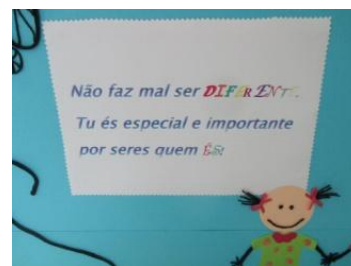 Não faz mal ser DIFERENTE.
Tu és especial e importante
por seres quem ÉS!